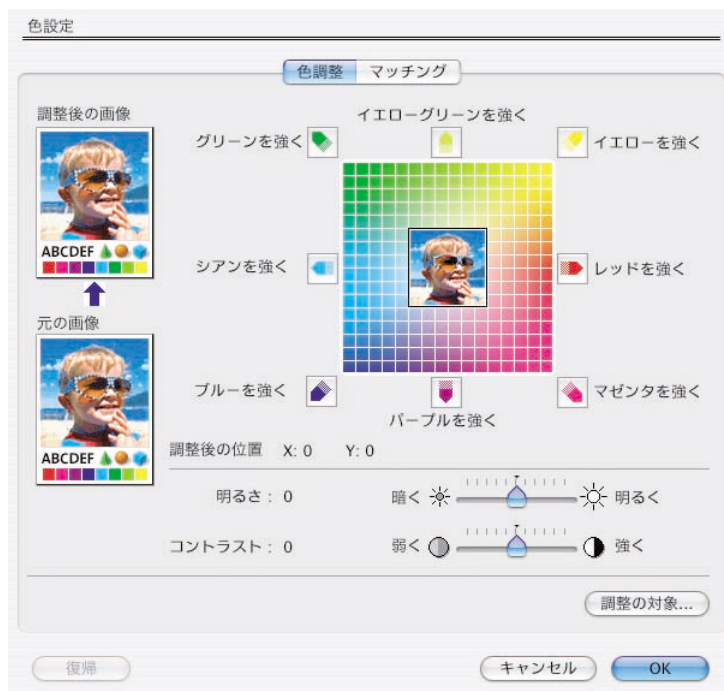 色設定
色調整 マッチング
調整後の画像
イエローグリーンを強く
グリーンを強く
イエローを強く
ABCDEF
シアンを強く
レッドを強く
元の画像
ブルーを強く
マゼンタを強く
パープルを強く
調整後の位置 X: 0 Y: 0
ABCDEF
明るさ : 0 暗く 明るく
コントラスト : 0 弱く 強く
調整の対象...
復帰 キャンセル OK